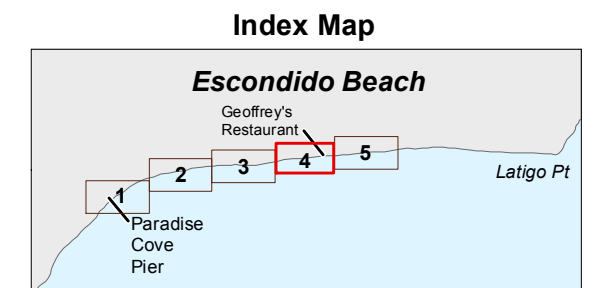 Index Map
Escondido Beach
Geoffrey's
Restaurant
1
2
3
4
5
Latigo Pt
Paradise
Cove
Pier